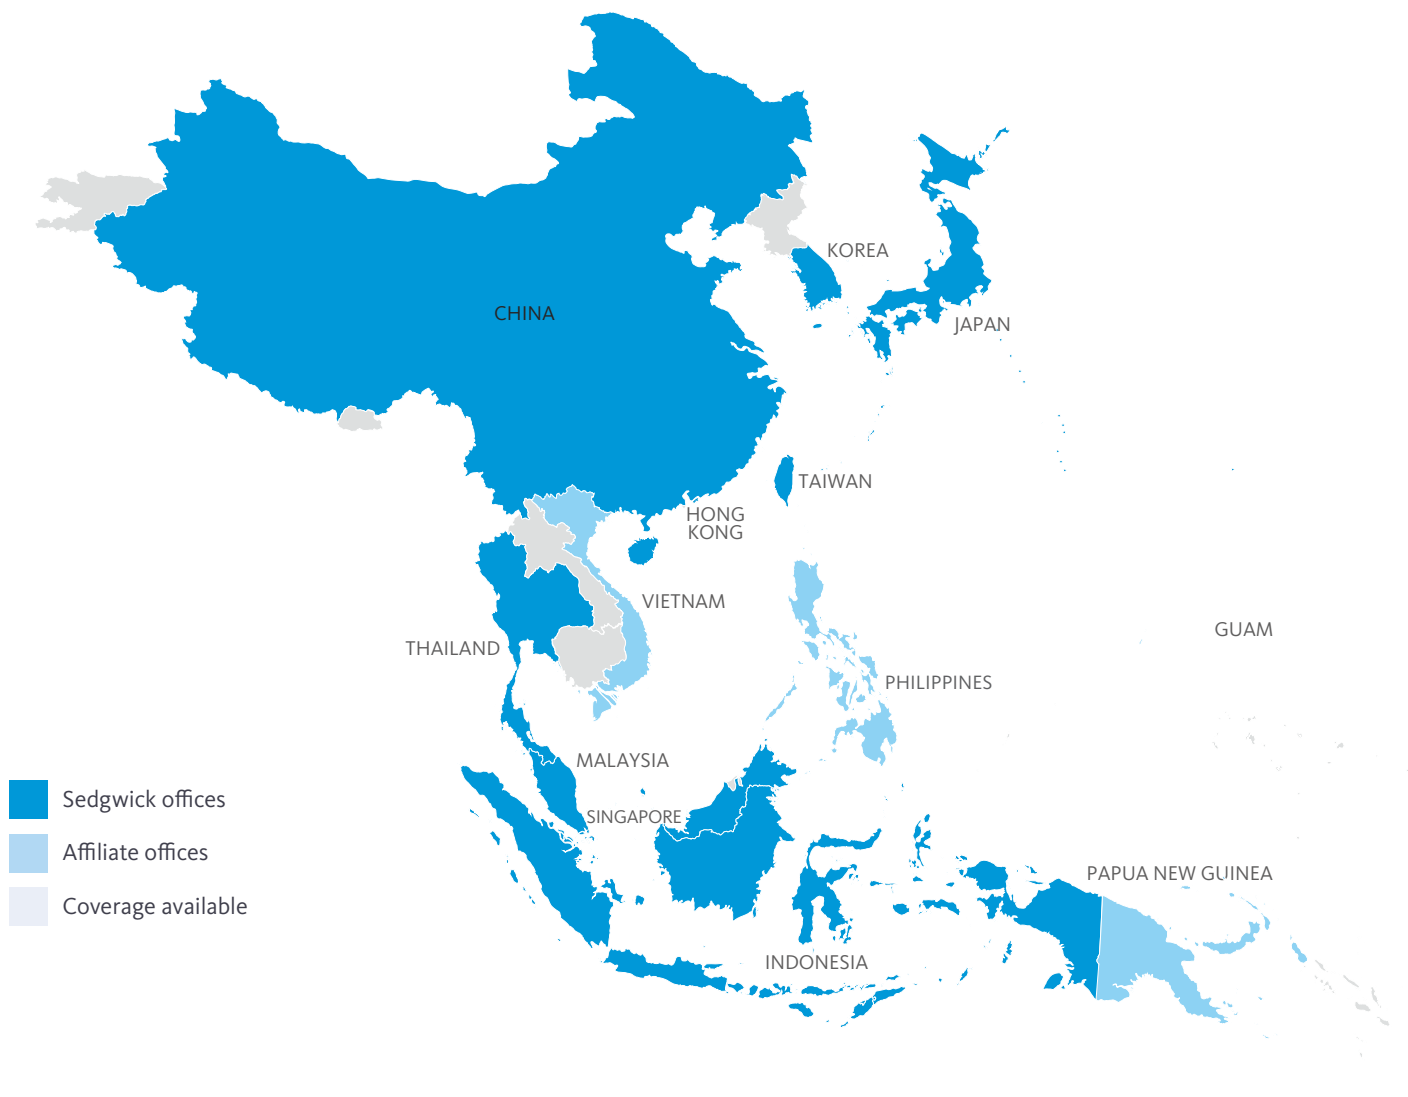 KOREA
CHINA
JAPAN
TAIWAN
HONG
KONG
VIETNAM
GUAM
THAILAND
PHILIPPINES
MALAYSIA
SINGAPORE
PAPUA NEW GUINEA
INDONESIA
Sedgwick offices
Affiliate offices
Coverage available